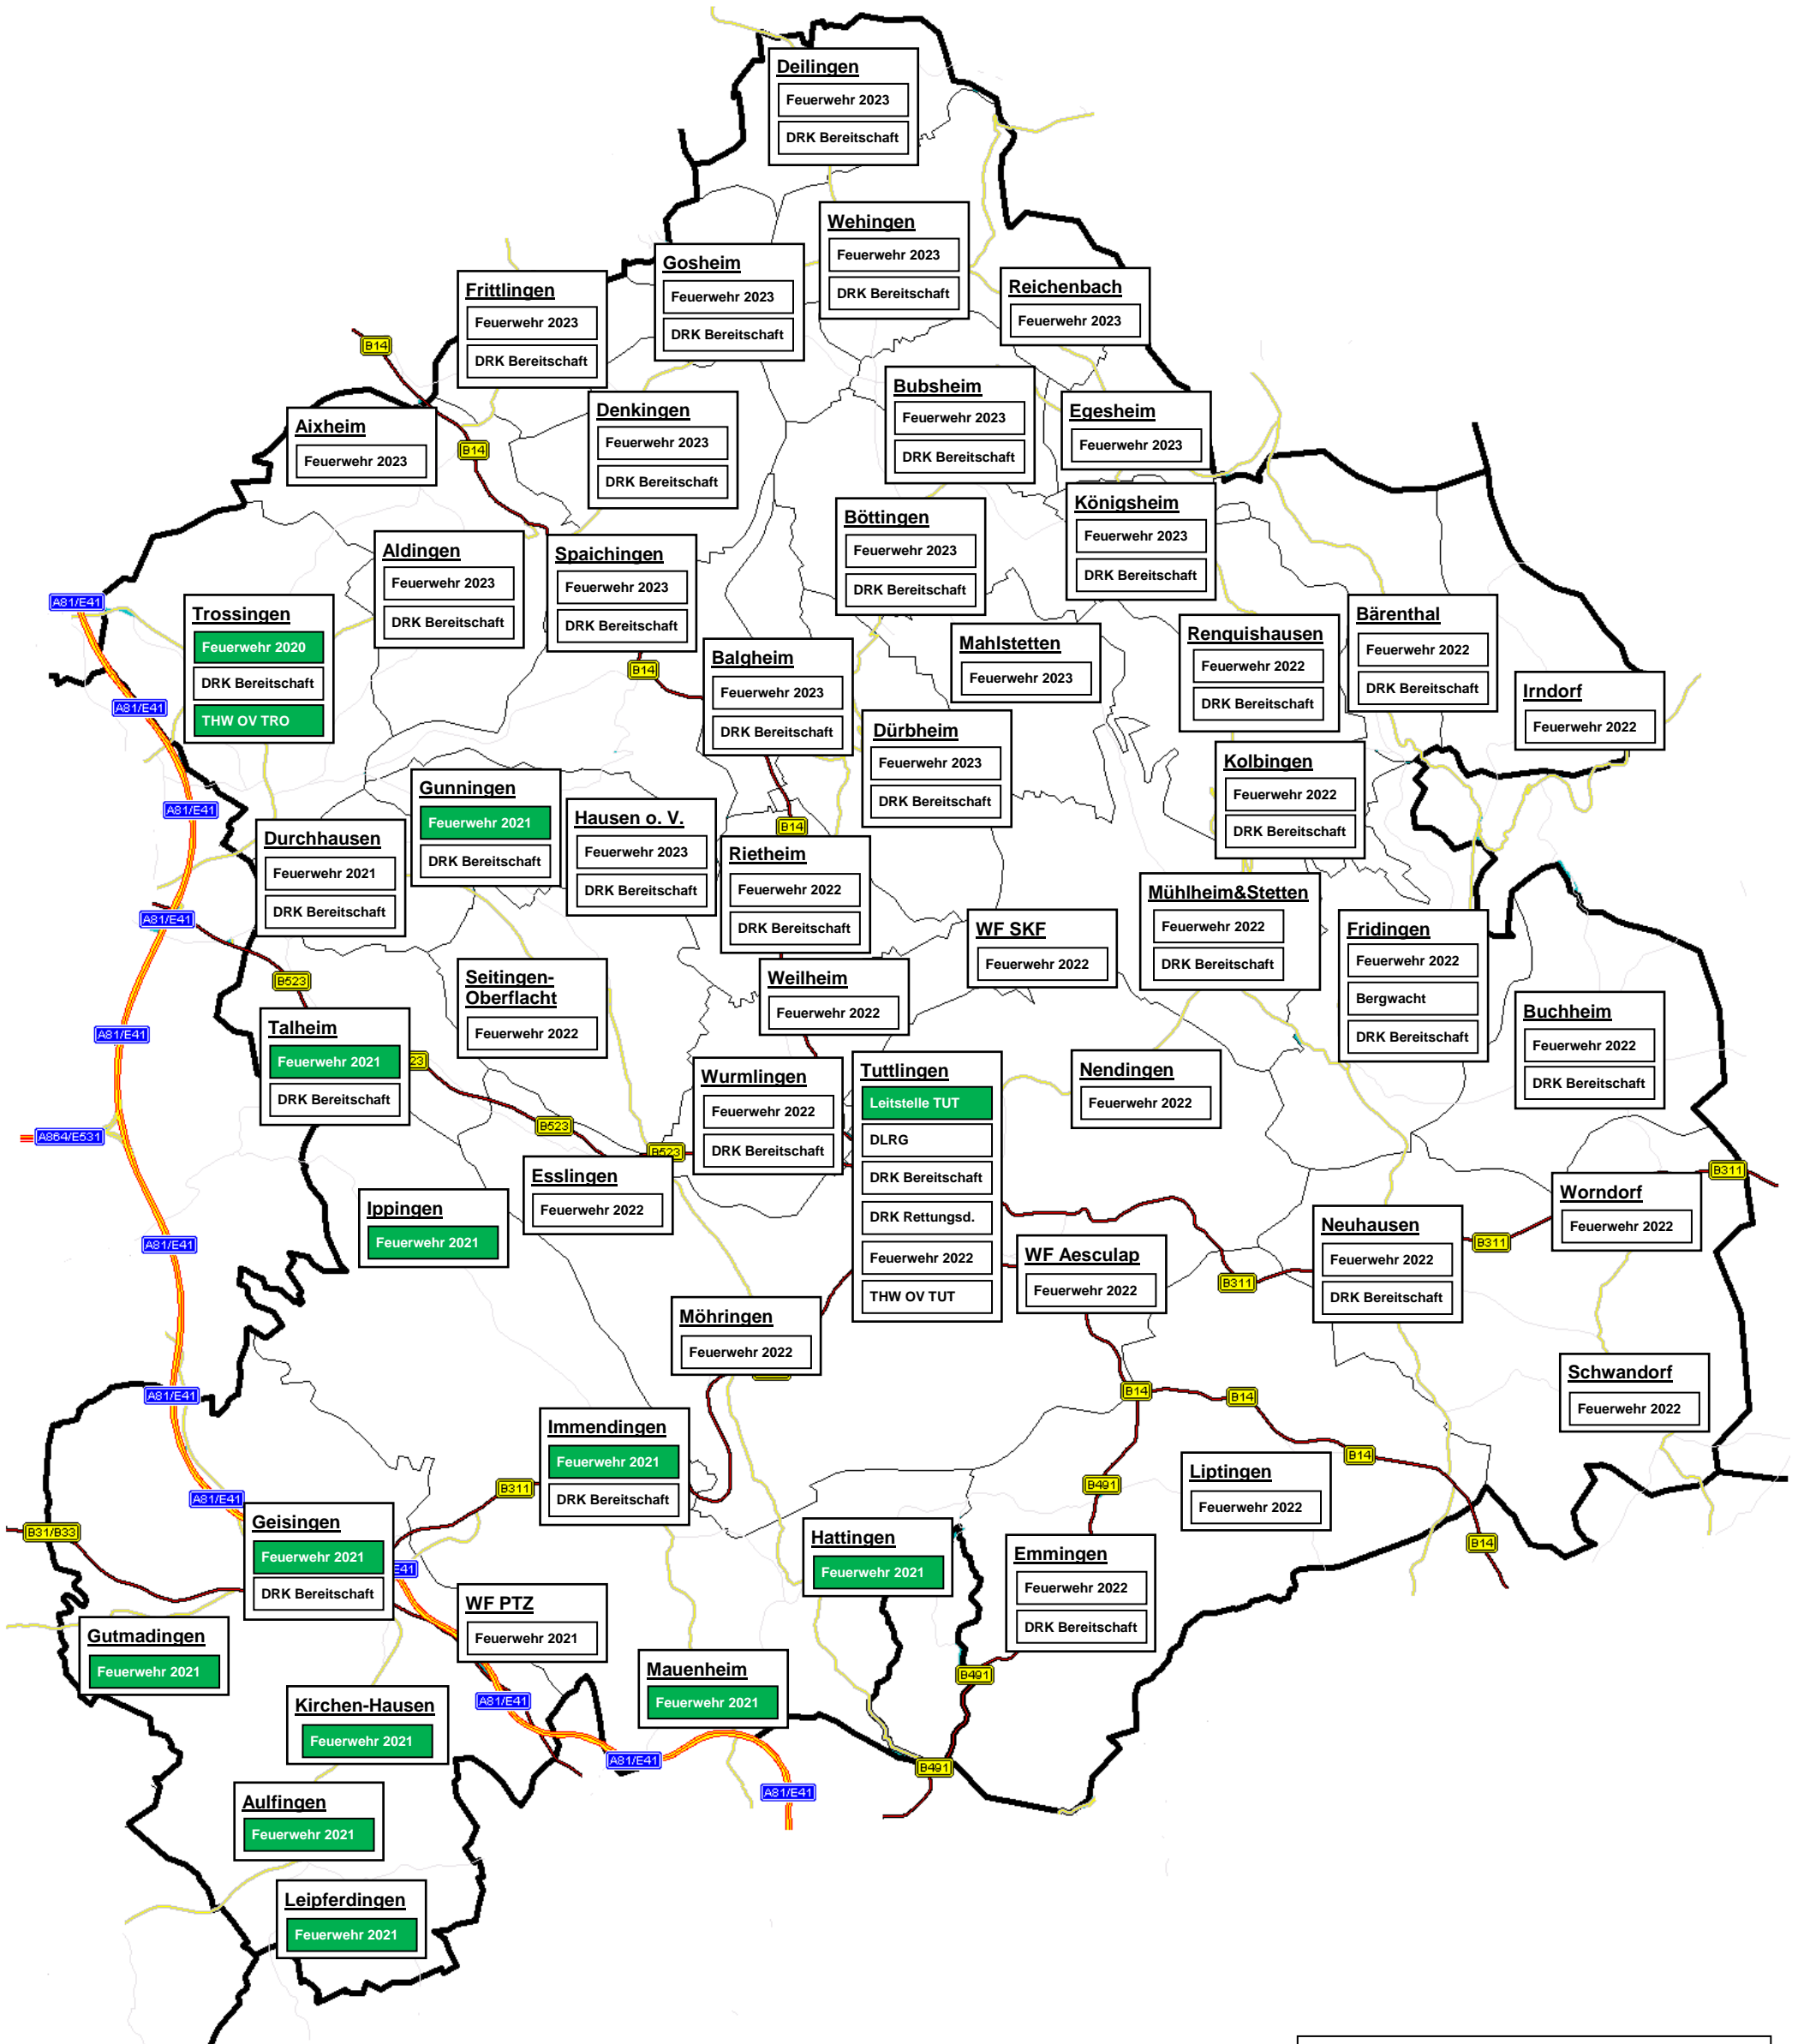 Deilingen
Feuerwehr 2023
DRK Bereitschaft
Wehingen
Feuerwehr 2023
DRK Bereitschaft
Gosheim
Feuerwehr 2023
DRK Bereitschaft
Reichenbach
Feuerwehr 2023
Frittlingen
Feuerwehr 2023
DRK Bereitschaft
B14
Bubsheim
Feuerwehr 2023
DRK Bereitschaft
Denkingen
Feuerwehr 2023
DRK Bereitschaft
Egesheim
Feuerwehr 2023
Aixheim
Feuerwehr 2023
B14
Königsheim
Feuerwehr 2023
DRK Bereitschaft
Böttingen
Feuerwehr 2023
DRK Bereitschaft
Aldingen
Feuerwehr 2023
DRK Bereitschaft
Spaichingen
Feuerwehr 2023
DRK Bereitschaft
A81/E41
Trossingen
Feuerwehr 2020
DRK Bereitschaft
THW OV TRO
Bärenthal
Feuerwehr 2022
DRK Bereitschaft
Renquishausen
Feuerwehr 2022
DRK Bereitschaft
Mahlstetten
Feuerwehr 2023
B14
Balgheim
Feuerwehr 2023
DRK Bereitschaft
Irndorf
Feuerwehr 2022
A81/E41
Dürbheim
Feuerwehr 2023
DRK Bereitschaft
Kolbingen
Feuerwehr 2022
DRK Bereitschaft
Gunningen
Feuerwehr 2021
DRK Bereitschaft
A81/E41
Hausen o. V.
Feuerwehr 2023
DRK Bereitschaft
B14
Durchhausen
Feuerwehr 2021
DRK Bereitschaft
Rietheim
Feuerwehr 2022
DRK Bereitschaft
Mühlheim&Stetten
Feuerwehr 2022
DRK Bereitschaft
A81/E41
WF SKF
Feuerwehr 2022
Fridingen
Feuerwehr 2022
Bergwacht
DRK Bereitschaft
B523
Seitingen-
Oberflacht
Feuerwehr 2022
Weilheim
Feuerwehr 2022
Buchheim
Feuerwehr 2022
DRK Bereitschaft
A81/E41
Talheim
Feuerwehr 2021
DRK Bereitschaft
23
Wurmlingen
Feuerwehr 2022
DRK Bereitschaft
Tuttlingen
Leitstelle TUT
DLRG
DRK Bereitschaft
DRK Rettungsd.
Feuerwehr 2022
THW OV TUT
Nendingen
Feuerwehr 2022
B523
A864/E531
B523
Esslingen
Feuerwehr 2022
B311
Worndorf
Feuerwehr 2022
Ippingen
Feuerwehr 2021
Neuhausen
Feuerwehr 2022
DRK Bereitschaft
B311
A81/E41
WF Aesculap
Feuerwehr 2022
B311
Möhringen
Feuerwehr 2022
Schwandorf
Feuerwehr 2022
A81/E41
B14
B14
Immendingen
Feuerwehr 2021
DRK Bereitschaft
B14
Liptingen
Feuerwehr 2022
B311
B491
A81/E41
Geisingen
Feuerwehr 2021
DRK Bereitschaft
B31/B33
Hattingen
Feuerwehr 2021
Emmingen
Feuerwehr 2022
DRK Bereitschaft
B14
E41
WF PTZ
Feuerwehr 2021
Gutmadingen
Feuerwehr 2021
Mauenheim
Feuerwehr 2021
B491
Kirchen-Hausen
Feuerwehr 2021
A81/E41
A81/E41
B491
Aulfingen
Feuerwehr 2021
A81/E41
Leipferdingen
Feuerwehr 2021